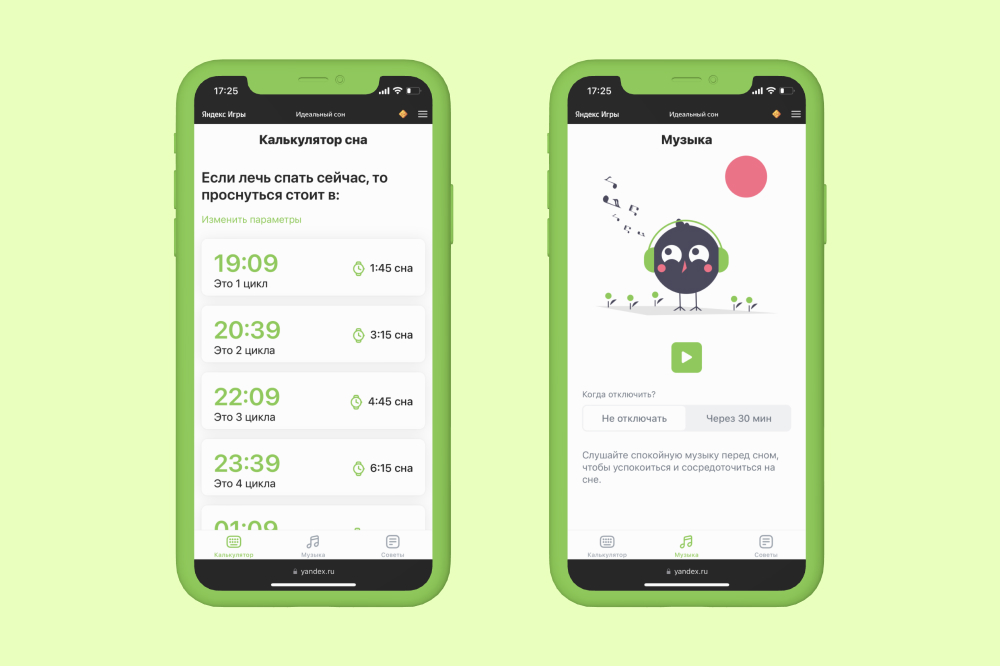 17:25
Яндекс Игры
Идеальный сон
Калькулятор сна
Если лечь спать сейчас, то
проснуться стоит в:
Изменить параметры
19:09
1:45 сна
Это 1 цикл
20:39
3:15 сна
Это 2 цикла
22:09
4:45 сна
Это 3 цикла
23:39
6:15 сна
Это 4 цикла
01:09
Калькулятор
Музыка
Советы
yandex.ru
17:25
Яндекс Игры
Идеальный сон
Музыка
Когда отключить?
Не отключать
Через 30 мин
Слушайте спокойную музыку перед сном,
чтобы успокоиться и сосредоточиться на
сне.
Калькулятор
Музыка
Советы
yandex.ru